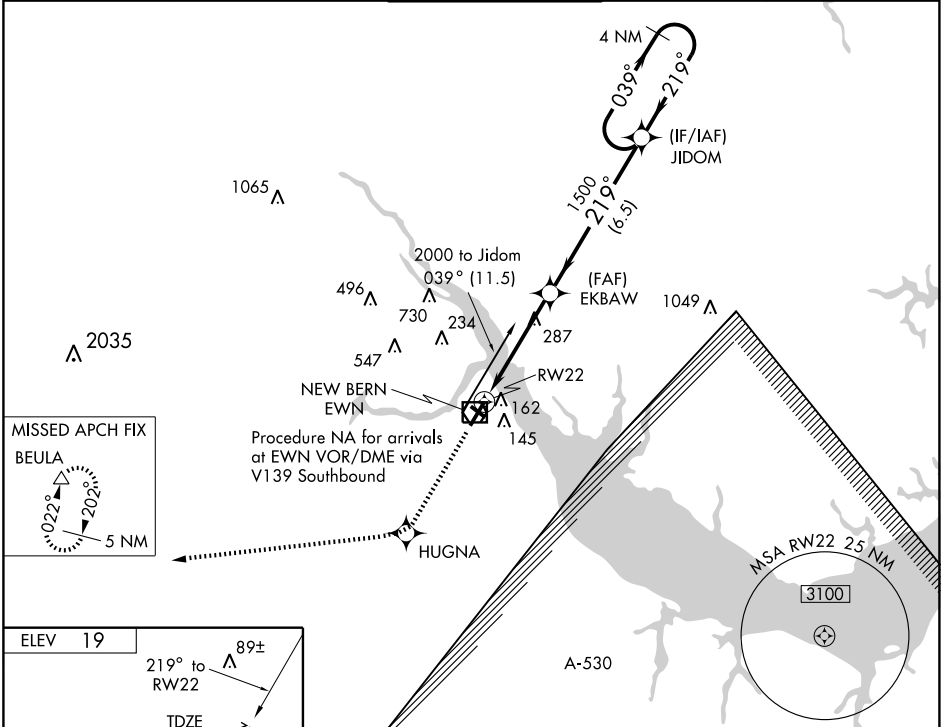 4 NM
039°
219°
(IF/IAF)
JIDOM
1065
1500
219°
(6.5)
2000 to Jidom
039° (11.5)
(FAF)
EKBAW
496
730
234
287
1049
2035
547
RW22
NEW BERN
EWN
162
145
MISSED APCH FIX
BEULA
022°
202°
5 NM
Procedure NA for arrivals
at EWN VOR/DME via
V139 Southbound
HUGNA
MSA RW22 25 NM
3100
ELEV 19
89±
219° to
RW22
TDZE
A-530